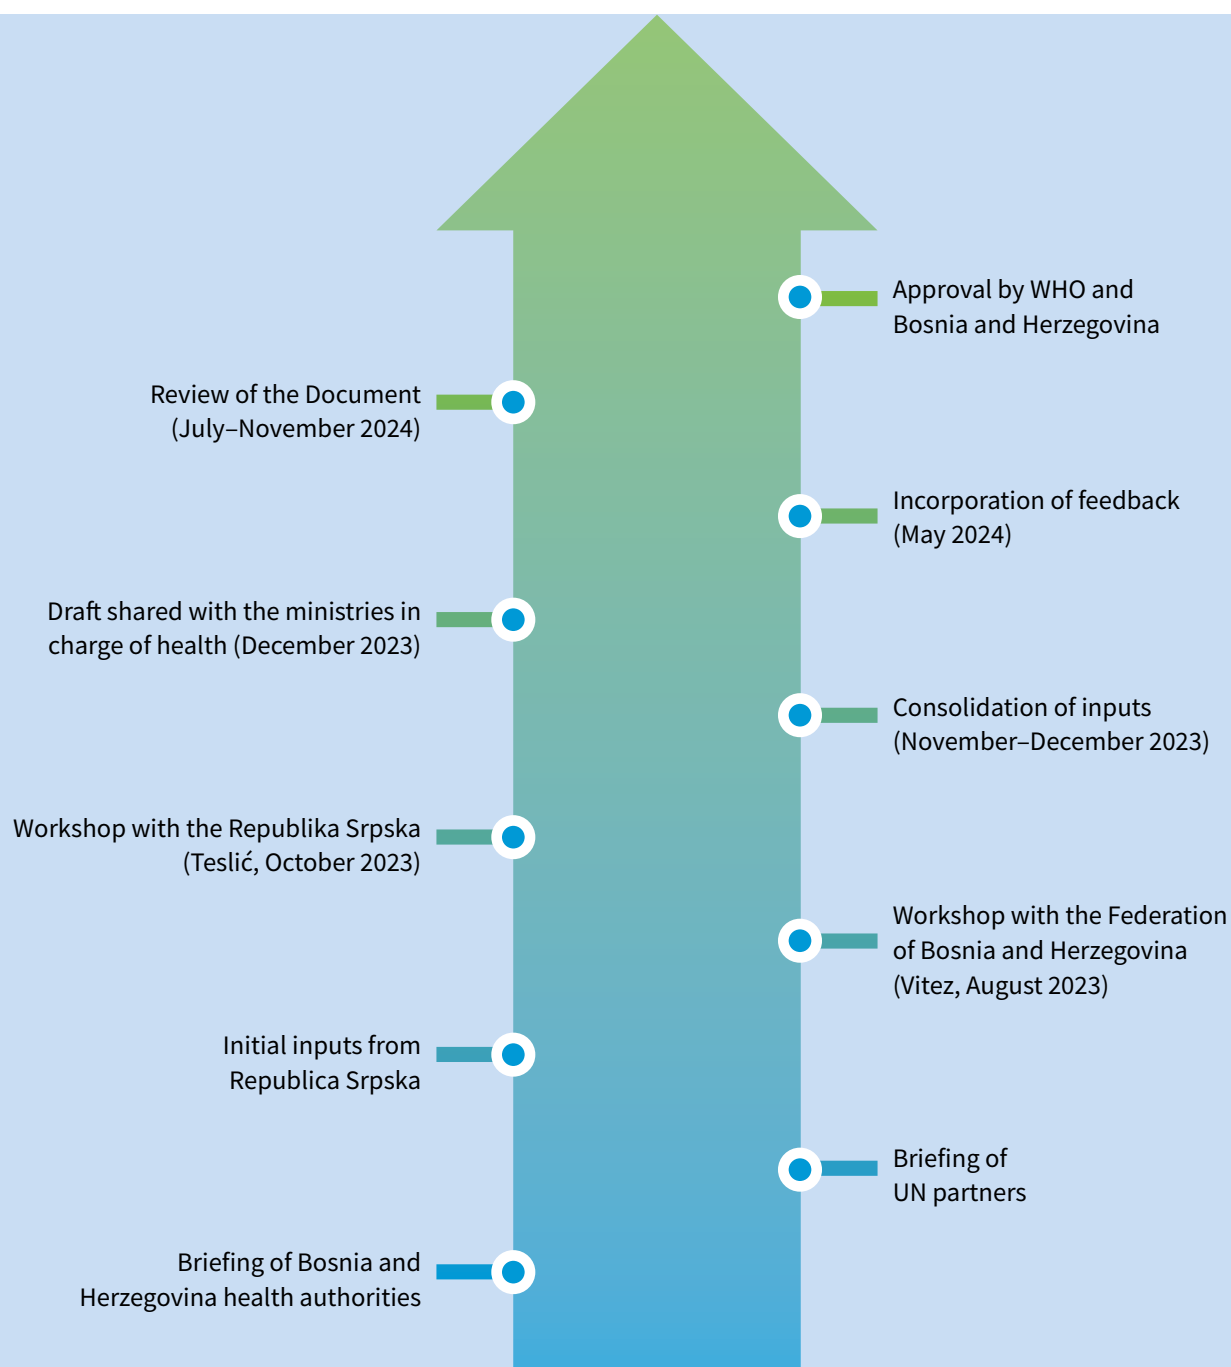 Approval by WHO and
Bosnia and Herzegovina
Review of the Document
(July–November 2024)
Incorporation of feedback
(May 2024)
Draft shared with the ministries in
charge of health (December 2023)
Consolidation of inputs
(November–December 2023)
Workshop with the Republika Srpska
(Teslić, October 2023)
Workshop with the Federation
of Bosnia and Herzegovina
(Vitez, August 2023)
Initial inputs from
Republica Srpska
Briefing of
UN partners
Briefing of Bosnia and
Herzegovina health authorities